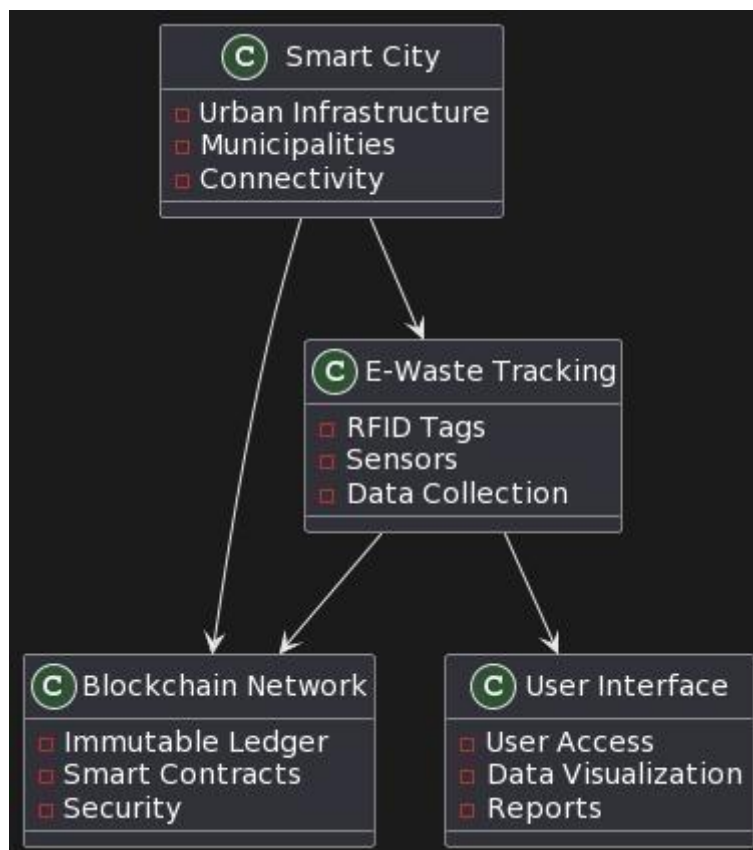 C Smart City
Urban Infrastructure
Municipalities
Connectivity
C E-Waste Tracking
RFID Tags
Sensors
Data Collection
C Blockchain Network
Immutable Ledger
Smart Contracts
Security
C User Interface
User Access
Data Visualization
Reports